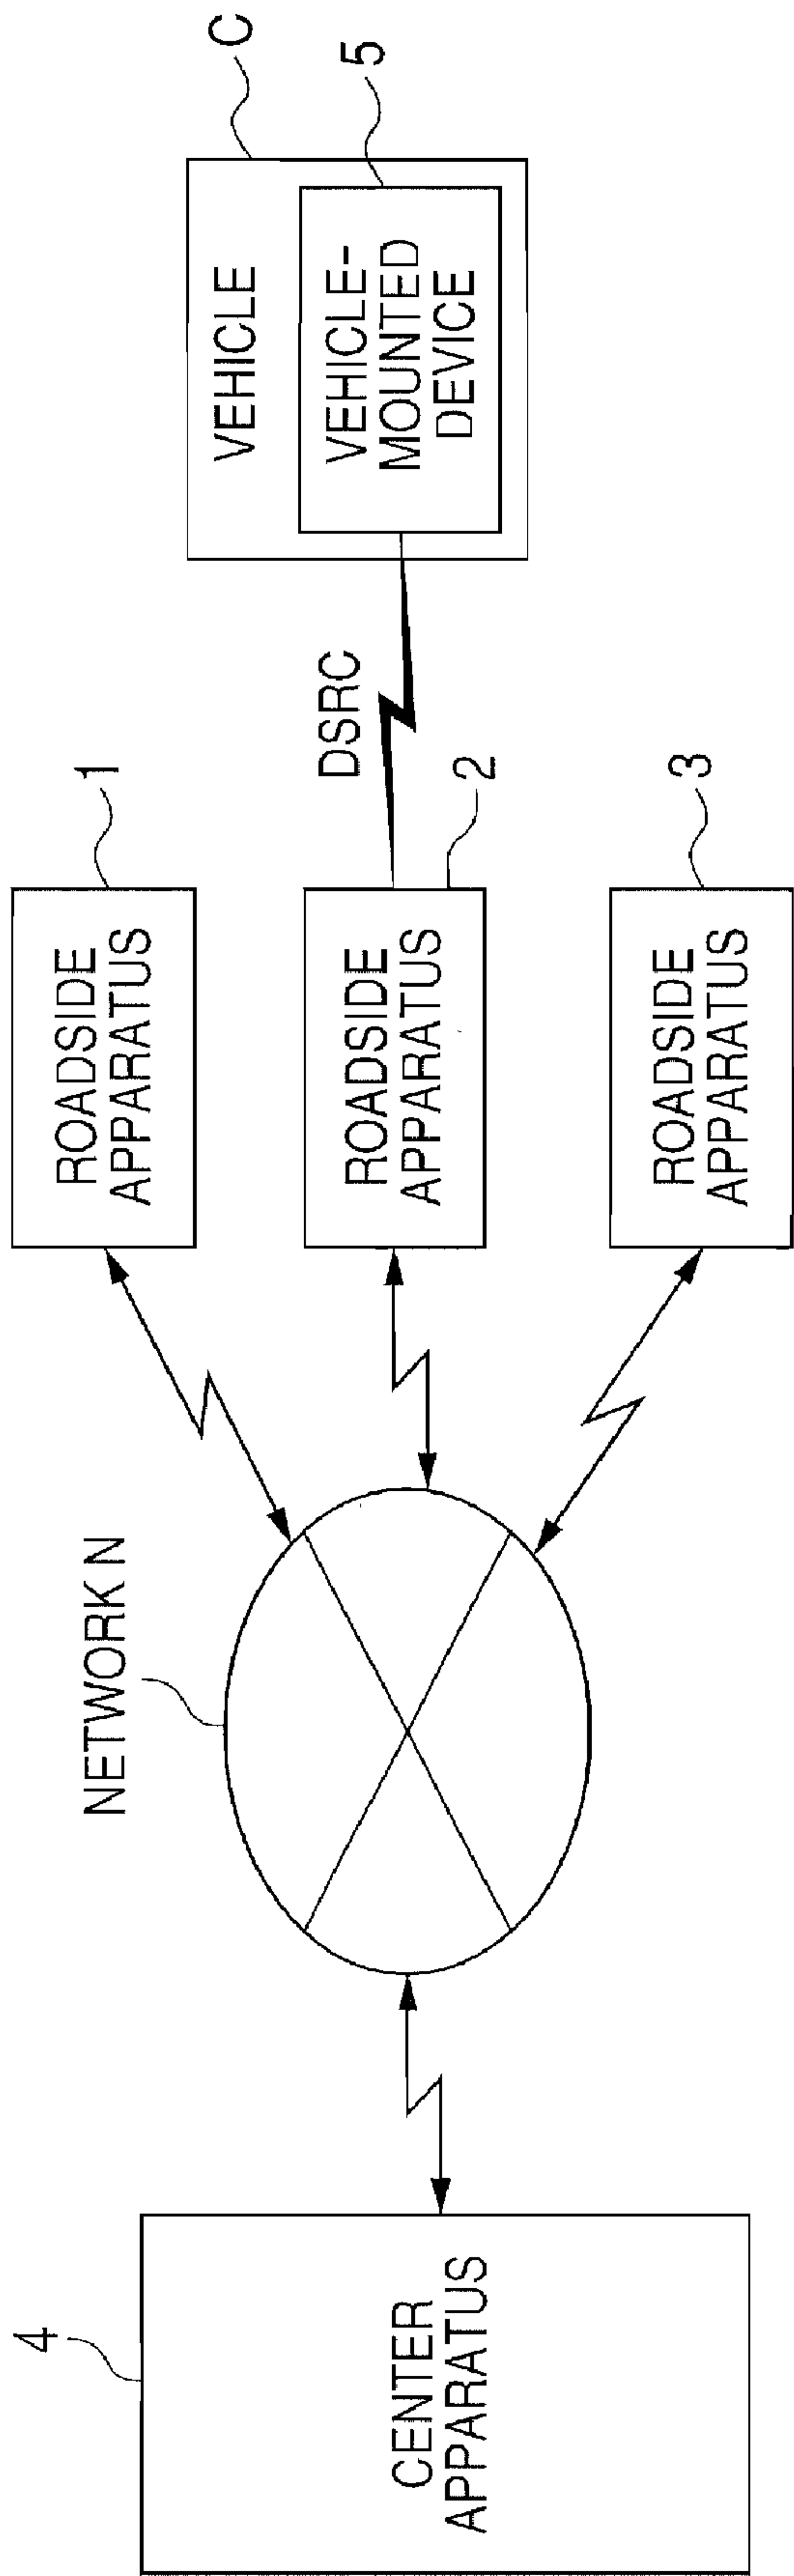 4
CENTER
APPARATUS
NETWORK N
ROADSIDE
APPARATUS
1
ROADSIDE
APPARATUS
2
ROADSIDE
APPARATUS
3
DSRC
VEHICLE
C
VEHICLE-
MOUNTED
DEVICE
5